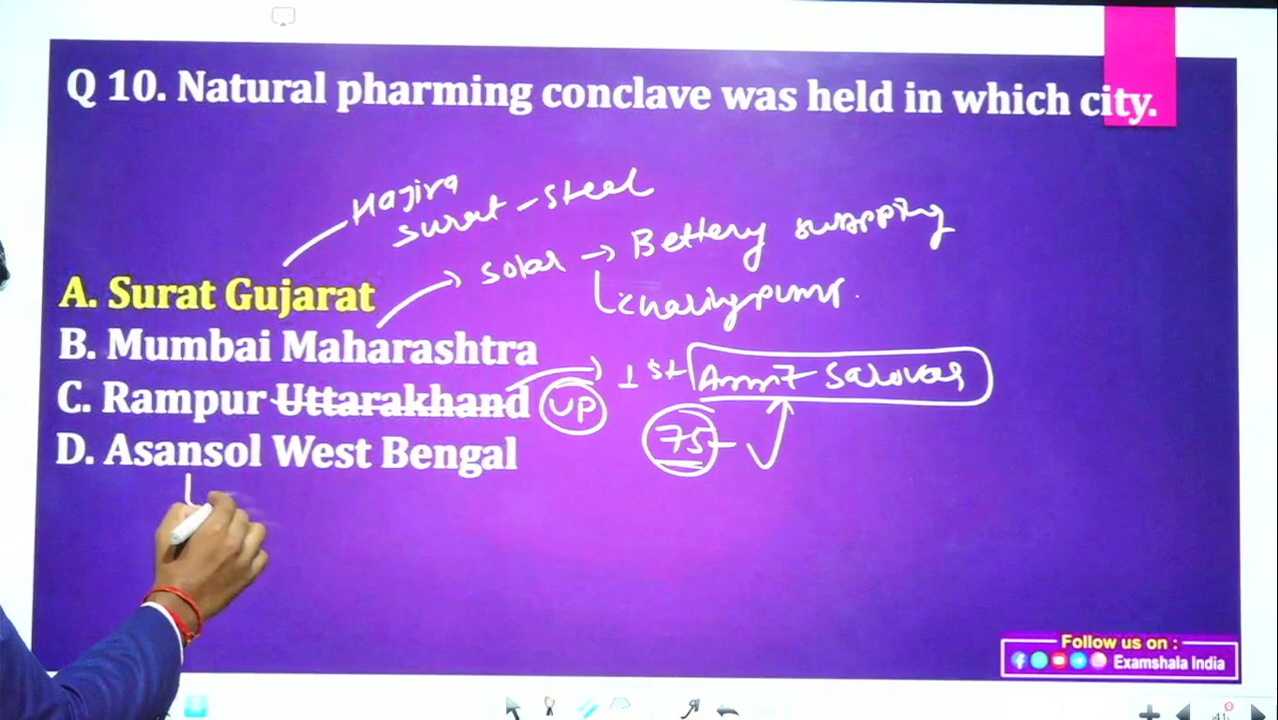 Q 10. Natural pharming conclave was held in which city.
Hajira
surat - steel
solar → Bettery swapping
A. Surat Gujarat
B. Mumbai Maharashtra
C. Rampur Uttarakhand UP 1st Amrit Sarovar
75
D. Asansol West Bengal
Follow us on :
Examshala India
41